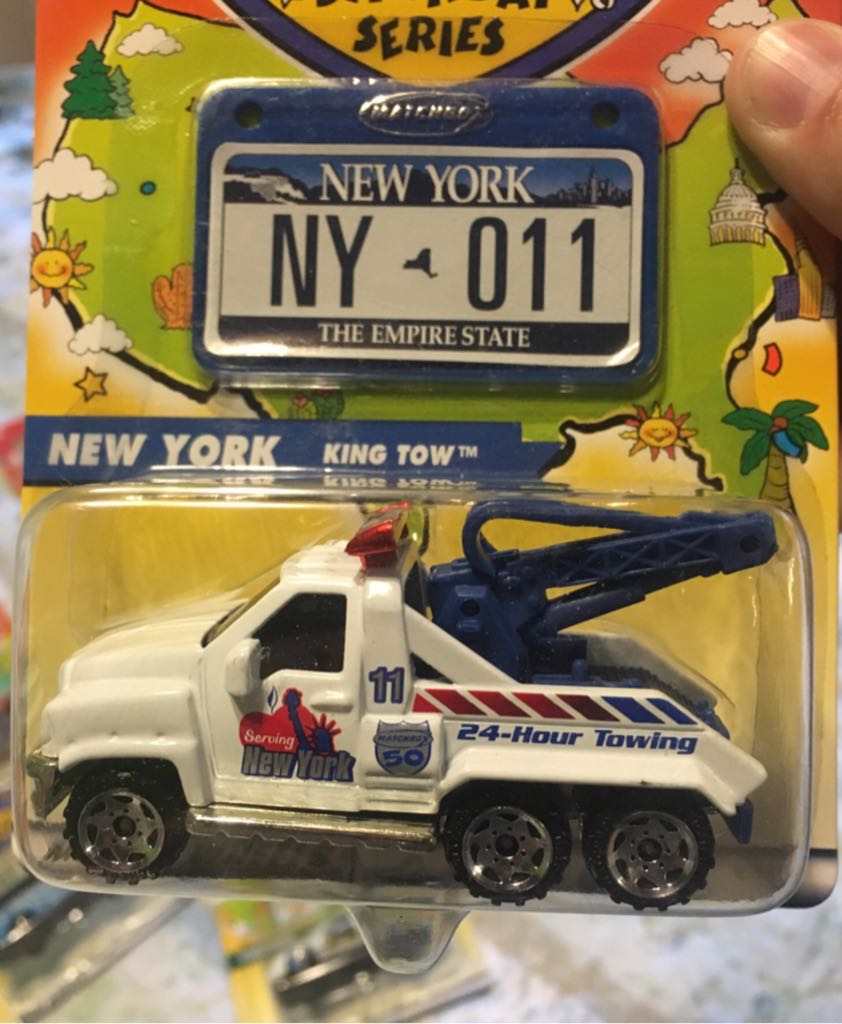 SERIES
MATCHBOX
NEW YORK
NY 011
THE EMPIRE STATE
NEW YORK KING TOW™
11
Serving
New York
MATCHBOX
50
24-Hour Towing